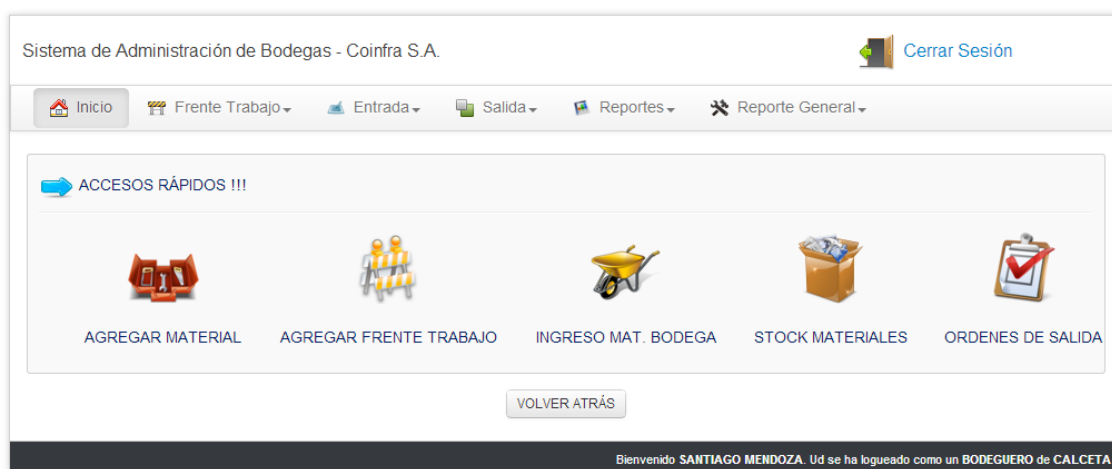 Sistema de Administración de Bodegas - Coinfra S.A.
Cerrar Sesión
Inicio Frente Trabajo Entrada Salida Reportes Reporte General
ACCESOS RÁPIDOS !!!
AGREGAR MATERIAL AGREGAR FRENTE TRABAJO INGRESO MAT. BODEGA STOCK MATERIALES ORDENES DE SALIDA
VOLVER ATRÁS
Bienvenido SANTIAGO MENDOZA. Ud se ha logueado como un BODEGUERO de CALCETA